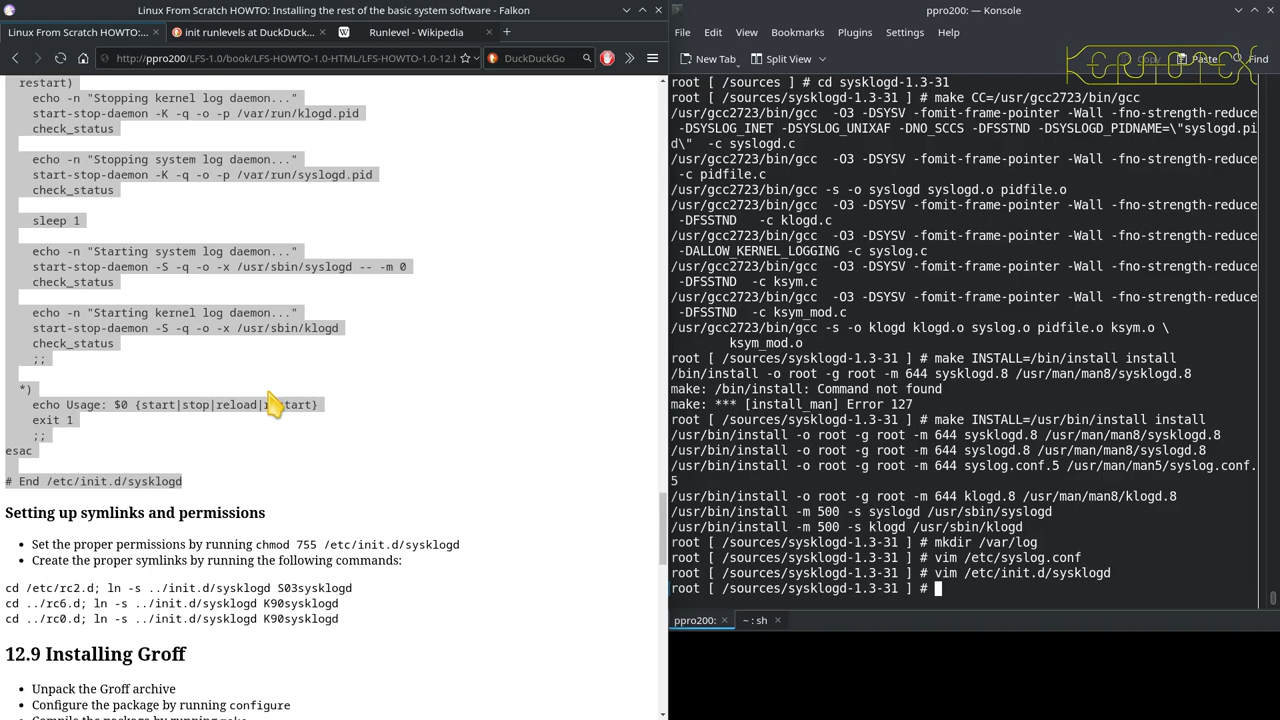 Linux From Scratch HOWTO: Installing the rest of the basic system software - Falkon
Linux From Scratch HOWTO:...
init runlevels at DuckDuck...
Runlevel - Wikipedia
http://ppro200/LFS-1.0/book/LFS-HOWTO-1.0-HTML/LFS-HOWTO-1.0-12.h
DuckDuckGo
restart)
echo -n "Stopping kernel log daemon..."
start-stop-daemon -K -q -o -p /var/run/klogd.pid
check_status
echo -n "Stopping system log daemon..."
start-stop-daemon -K -q -o -p /var/run/syslogd.pid
check_status
sleep 1
echo -n "Starting system log daemon..."
start-stop-daemon -S -q -o -x /usr/sbin/syslogd -- -m 0
check_status
echo -n "Starting kernel log daemon..."
start-stop-daemon -S -q -o -x /usr/sbin/klogd
check_status
;;
*)
echo Usage: $0 {start|stop|reload|restart}
exit 1
;;
esac
# End /etc/init.d/sysklogd
Setting up symlinks and permissions
• Set the proper permissions by running chmod 755 /etc/init.d/sysklogd
• Create the proper symlinks by running the following commands:
cd /etc/rc2.d; ln -s ../init.d/sysklogd S03sysklogd
cd ../rc6.d; ln -s ../init.d/sysklogd K90sysklogd
cd ../rc0.d; ln -s ../init.d/sysklogd K90sysklogd
12.9 Installing Groff
• Unpack the Groff archive
• Configure the package by running configure
• Compile the package by running make
ppro200: — Konsole
File Edit View Bookmarks Plugins Settings Help
New Tab Split View Copy Paste Find
root [ /sources ] # cd sysklogd-1.3-31
root [ /sources/sysklogd-1.3-31 ] # make CC=/usr/gcc2723/bin/gcc
/usr/gcc2723/bin/gcc  -O3 -DSYSV -fomit-frame-pointer -Wall -fno-strength-reduce
-DSYSLOG_INET -DSYSLOG_UNIXAF -DNO_SCCS -DFSSTND -DSYSLOGD_PIDNAME=\"syslogd.pi
d\"  -c syslogd.c
/usr/gcc2723/bin/gcc  -O3 -DSYSV -fomit-frame-pointer -Wall -fno-strength-reduce
-c pidfile.c
/usr/gcc2723/bin/gcc -s -o syslogd syslogd.o pidfile.o
/usr/gcc2723/bin/gcc  -O3 -DSYSV -fomit-frame-pointer -Wall -fno-strength-reduce
-DFSSTND   -c klogd.c
/usr/gcc2723/bin/gcc  -O3 -DSYSV -fomit-frame-pointer -Wall -fno-strength-reduce
-DALLOW_KERNEL_LOGGING -c syslog.c
/usr/gcc2723/bin/gcc  -O3 -DSYSV -fomit-frame-pointer -Wall -fno-strength-reduce
-DFSSTND  -c ksym.c
/usr/gcc2723/bin/gcc  -O3 -DSYSV -fomit-frame-pointer -Wall -fno-strength-reduce
-DFSSTND  -c ksym_mod.c
/usr/gcc2723/bin/gcc -s -o klogd klogd.o syslog.o pidfile.o ksym.o \
ksym_mod.o
root [ /sources/sysklogd-1.3-31 ] # make INSTALL=/bin/install install
/bin/install -o root -g root -m 644 sysklogd.8 /usr/man/man8/sysklogd.8
make: /bin/install: Command not found
make: *** [install_man] Error 127
root [ /sources/sysklogd-1.3-31 ] # make INSTALL=/usr/bin/install install
/usr/bin/install -o root -g root -m 644 sysklogd.8 /usr/man/man8/sysklogd.8
/usr/bin/install -o root -g root -m 644 syslogd.8 /usr/man/man8/syslogd.8
/usr/bin/install -o root -g root -m 644 syslog.conf.5 /usr/man/man5/syslog.conf.
5
/usr/bin/install -o root -g root -m 644 klogd.8 /usr/man/man8/klogd.8
/usr/bin/install -m 500 -s syslogd /usr/sbin/syslogd
/usr/bin/install -m 500 -s klogd /usr/sbin/klogd
root [ /sources/sysklogd-1.3-31 ] # mkdir /var/log
root [ /sources/sysklogd-1.3-31 ] # vim /etc/syslog.conf
root [ /sources/sysklogd-1.3-31 ] # vim /etc/init.d/sysklogd
root [ /sources/sysklogd-1.3-31 ] #
ppro200:
~ : sh